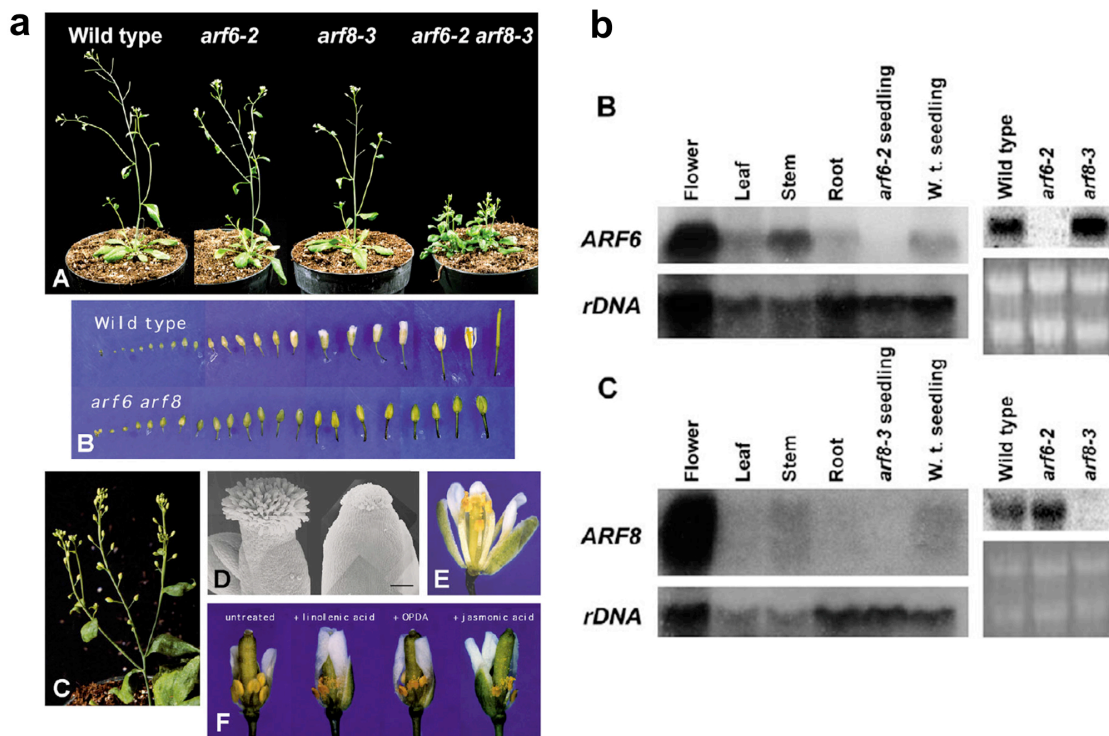 a
Wild type arf6-2 arf8-3 arf6-2 arf8-3
A
Wild type
arf6 arf8
B
C
D
E
untreated + linolenic acid + OPDA + jasmonic acid
F
b
B
Flower Leaf Stem Root arf6-2 seedling W. t. seedling
Wild type arf6-2 arf8-3
ARF6
rDNA
C
Flower Leaf Stem Root arf8-3 seedling W. t. seedling
Wild type arf6-2 arf8-3
ARF8
rDNA